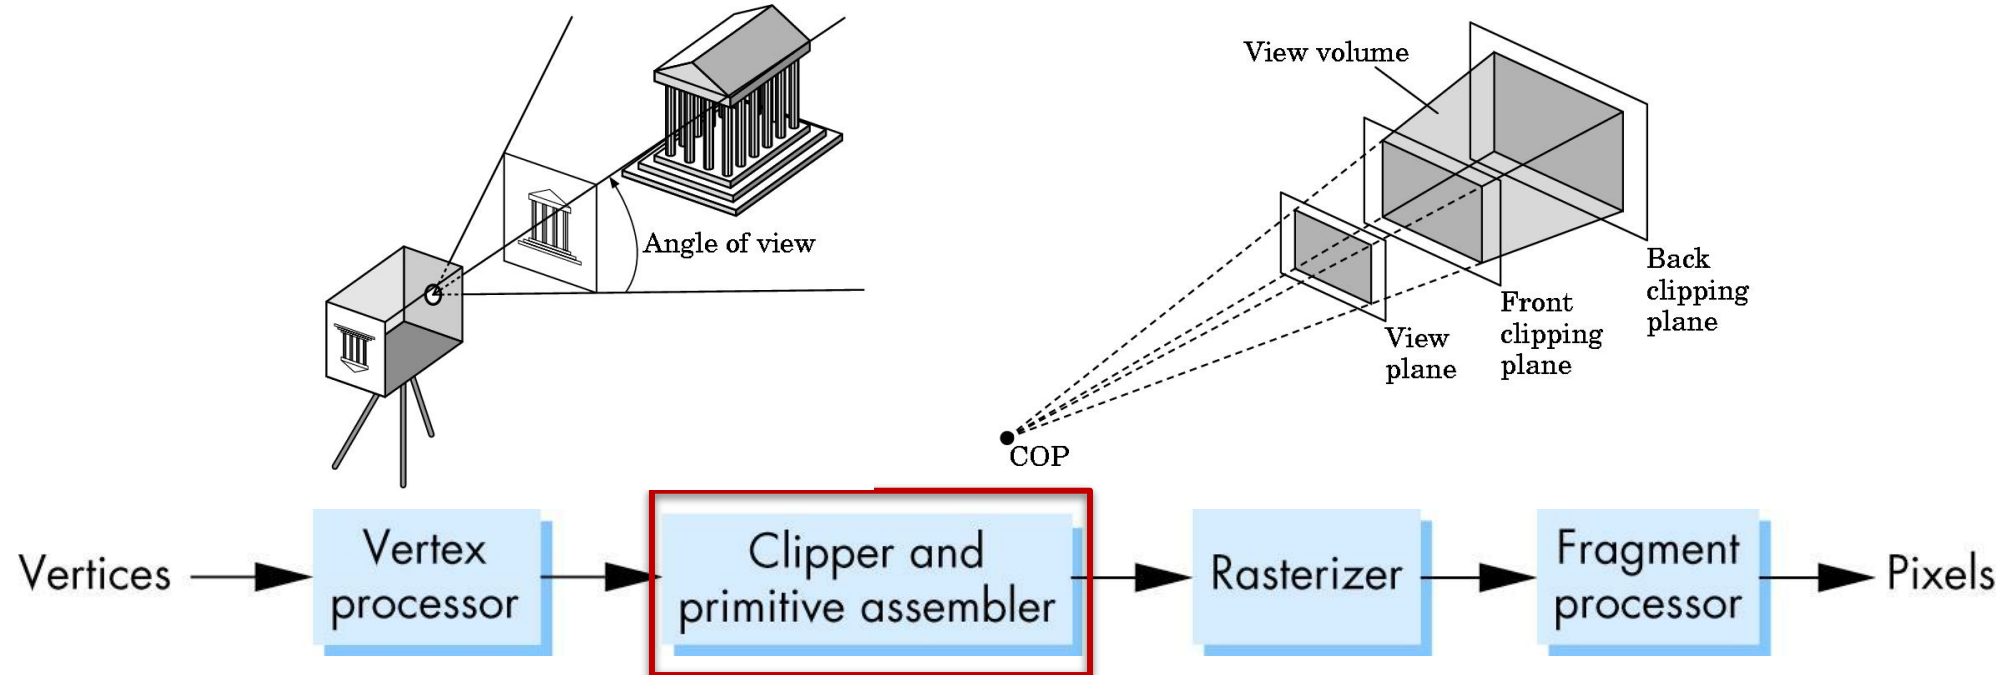 View volume
Angle of view
Back
clipping
plane
Front
clipping
plane
View
plane
COP
Vertices
Vertex
processor
Clipper and
primitive assembler
Rasterizer
Fragment
processor
Pixels